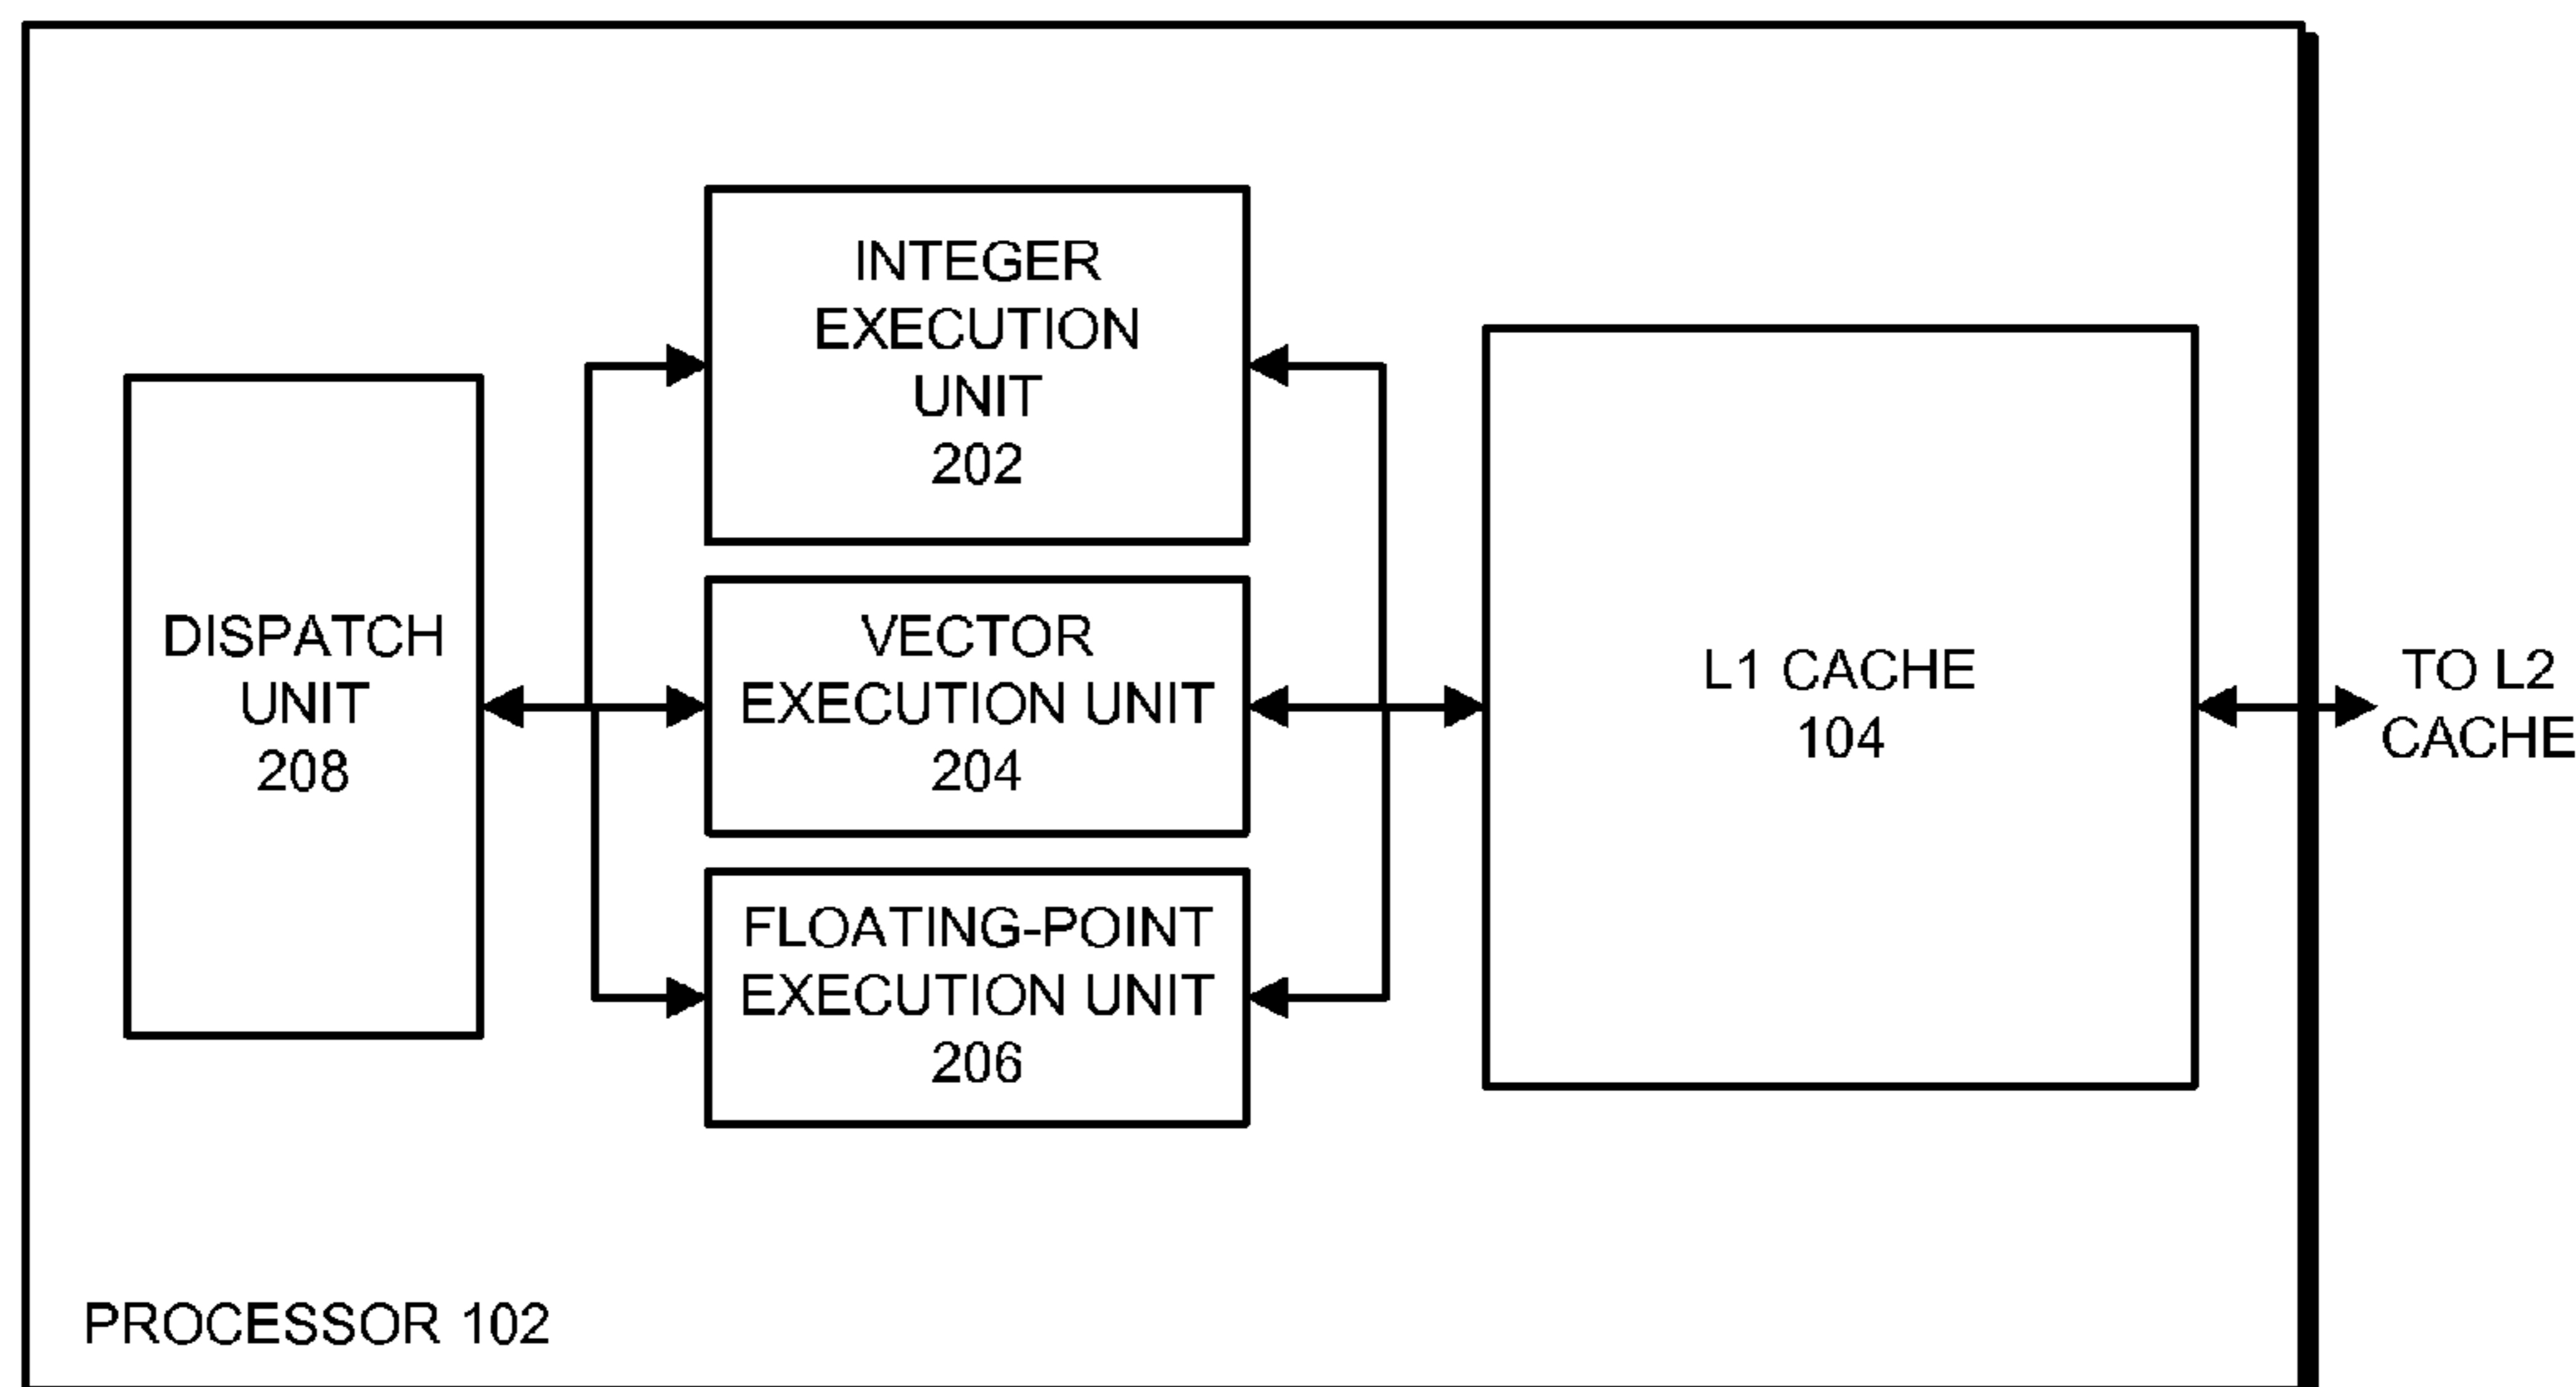 INTEGER
EXECUTION
UNIT
202
DISPATCH
UNIT
208
VECTOR
EXECUTION UNIT
204
FLOATING-POINT
EXECUTION UNIT
206
L1 CACHE
104
TO L2
CACHE
PROCESSOR 102